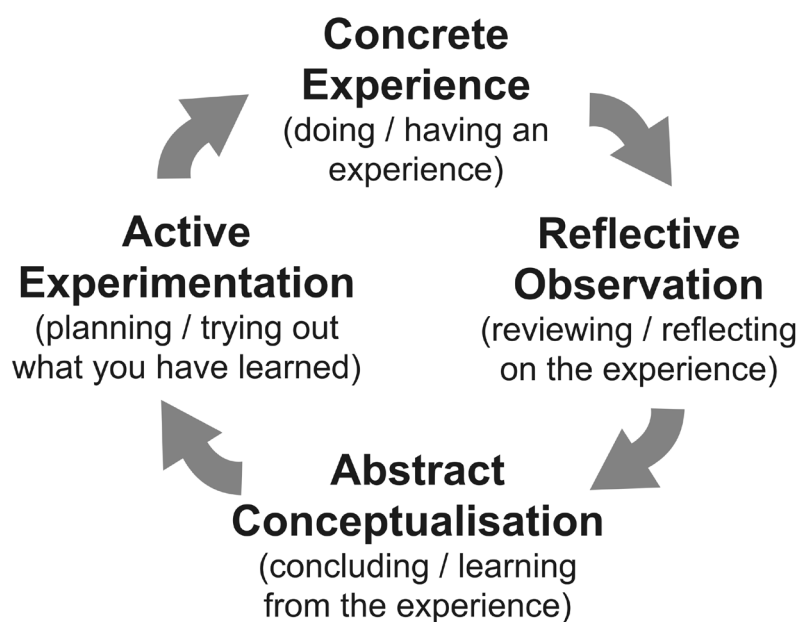 Concrete
Experience
(doing / having an
experience)
Reflective
Observation
(reviewing / reflecting
on the experience)
Abstract
Conceptualisation
(concluding / learning
from the experience)
Active
Experimentation
(planning / trying out
what you have learned)